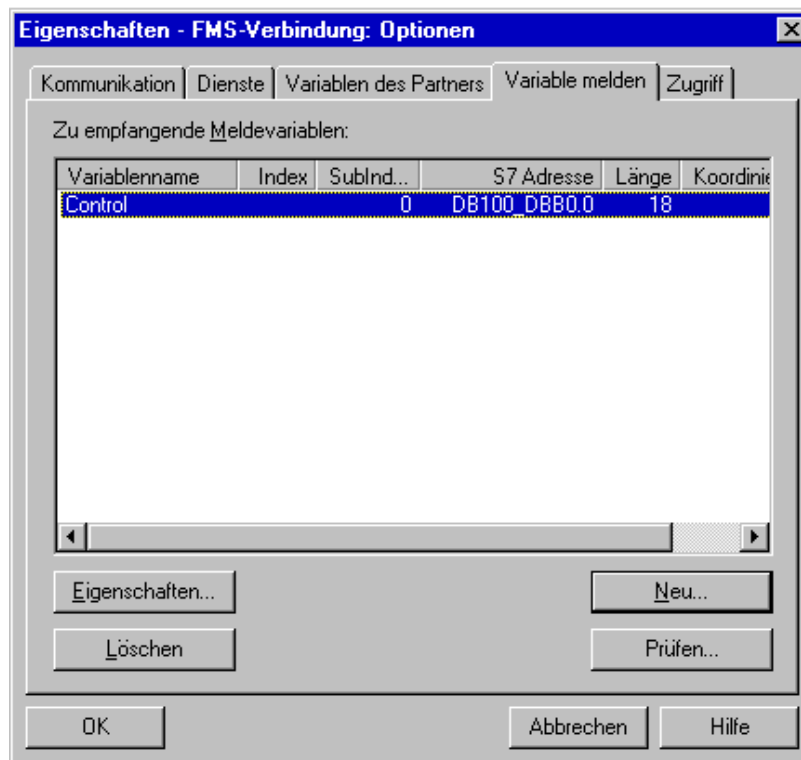 Eigenschaften - FMS-Verbindung: Optionen
Kommunikation Dienste Variablen des Partners Variable melden Zugriff
Zu empfangende Meldevariablen:
Variablenname Index SubInd... S7 Adresse Länge Koordinie
Control 0 DB100_DBB0.0 18
Eigenschaften... Neu...
Löschen Prüfen...
OK Abbrechen Hilfe